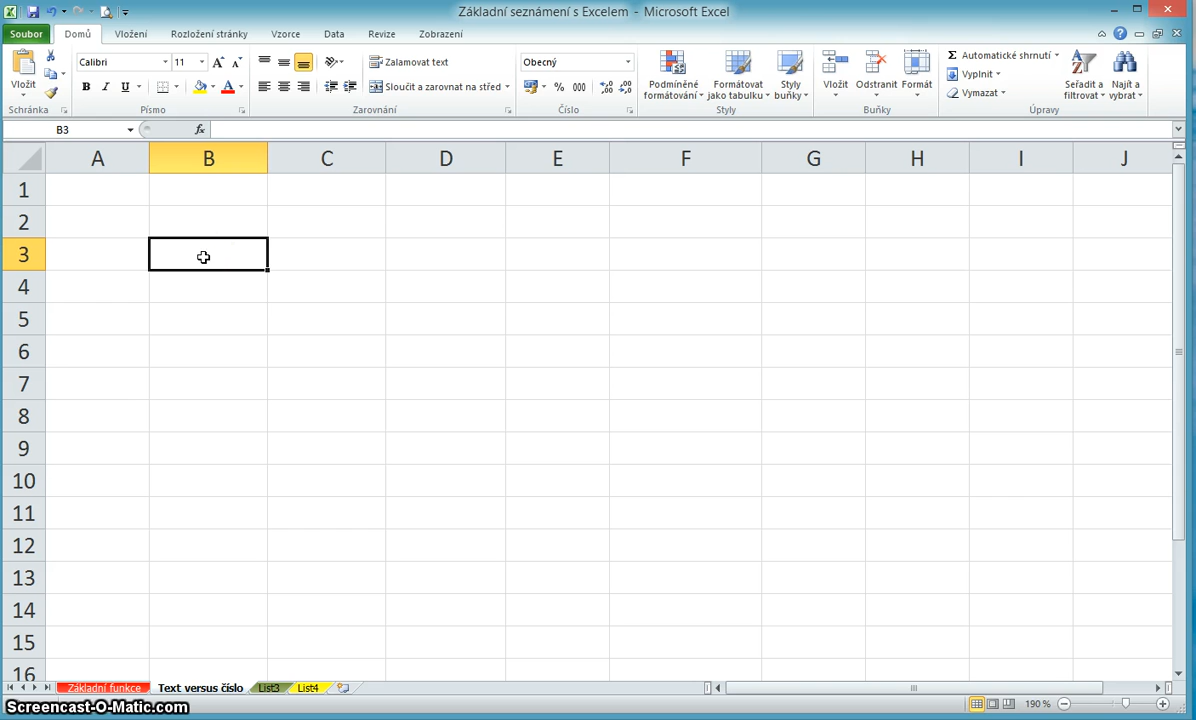 Základní seznámení s Excelem - Microsoft Excel
Soubor Domů Vložení Rozložení stránky Vzorce Data Revize Zobrazení
Calibri 11 Zalamovat text Obecný Automatické shrnutí
Vložit Podmíněné formátování Formátovat jako tabulku Styly buňky Vložit Odstranit Formát Vyplnit Seřadit a filtrovat Najít a vybrat
B I U Sloučit a zarovnat na střed % 000 Vymazat
Schránka Písmo Zarovnání Číslo Styly Buňky Úpravy
B3 fx
A B C D E F G H I J
1
2
3
4
5
6
7
8
9
10
11
12
13
14
15
16
Základní funkce Text versus číslo List3 List4
Screencast-O-Matic.com 190 %